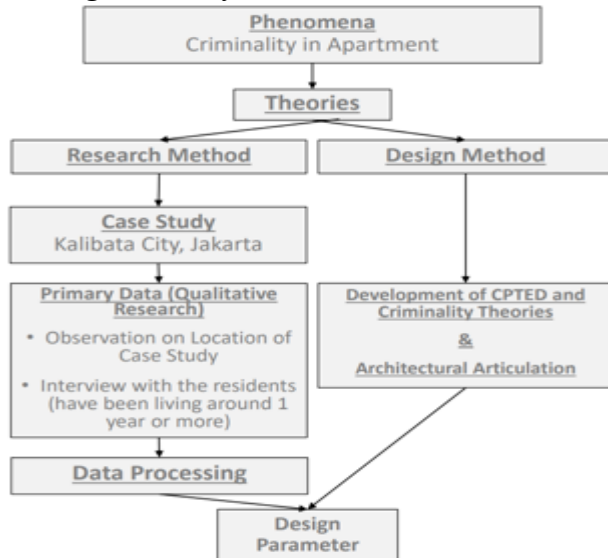 Phenomena
Criminality in Apartment
Theories
Research Method
Design Method
Case Study
Kalibata City, Jakarta
Primary Data (Qualitative
Research)
• Observation on Location of
Case Study
• Interview with the residents
(have been living around 1
year or more)
Development of CPTED and
Criminality Theories
&
Architectural Articulation
Data Processing
Design
Parameter